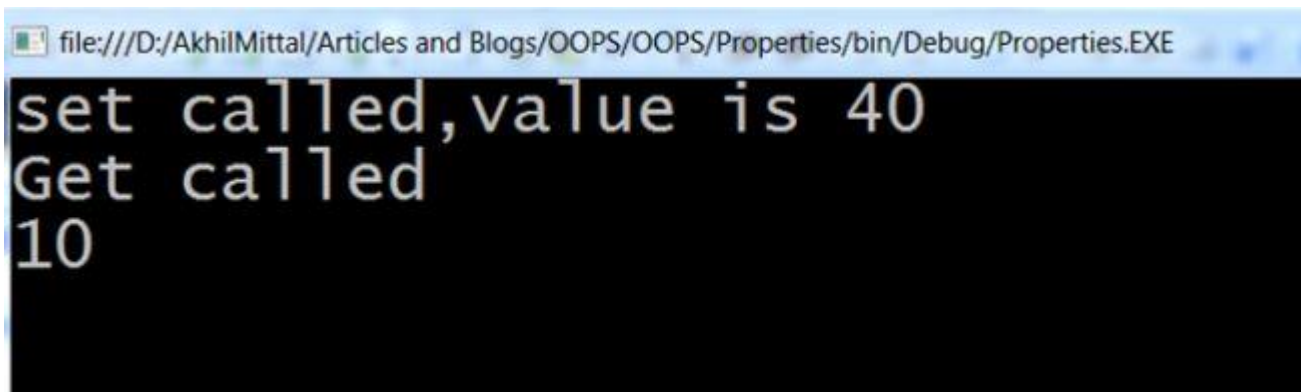 file:///D:/AkhilMittal/Articles and Blogs/OOPS/OOPS/Properties/bin/Debug/Properties.EXE
set called,value is 40
Get called
10